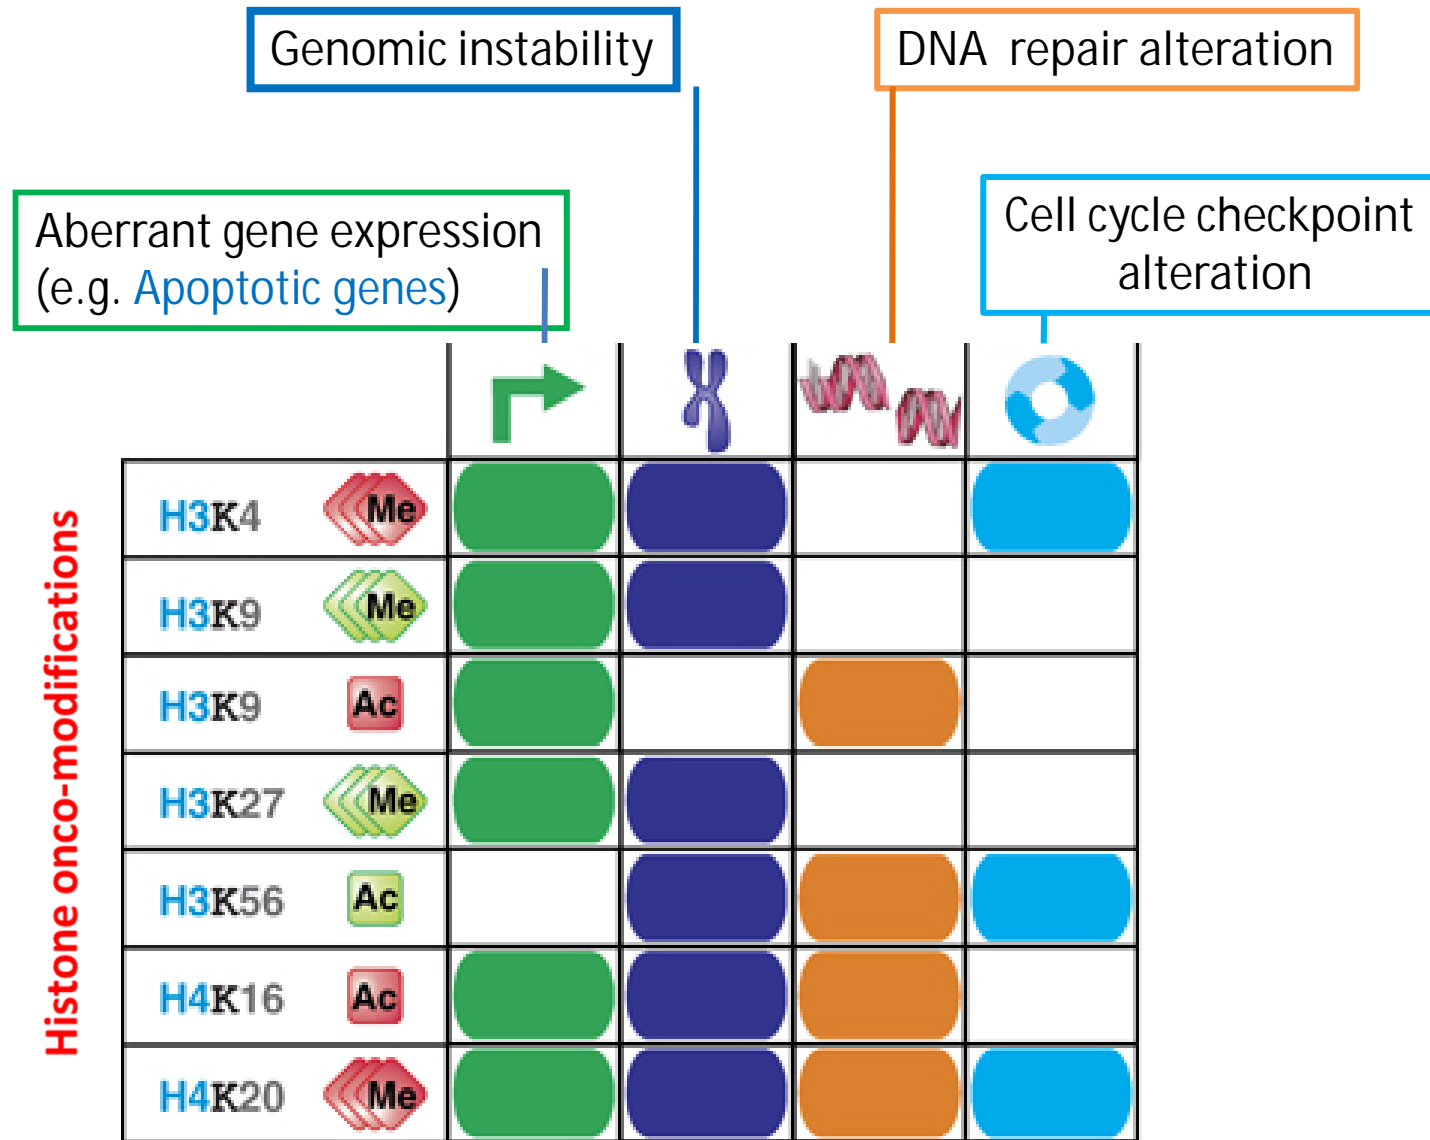 Genomic instability
DNA repair alteration
Aberrant gene expression
(e.g. Apoptotic genes)
Cell cycle checkpoint
alteration
Histone onco-modifications
H3K4 Me
H3K9 Me
H3K9 Ac
H3K27 Me
H3K56 Ac
H4K16 Ac
H4K20 Me